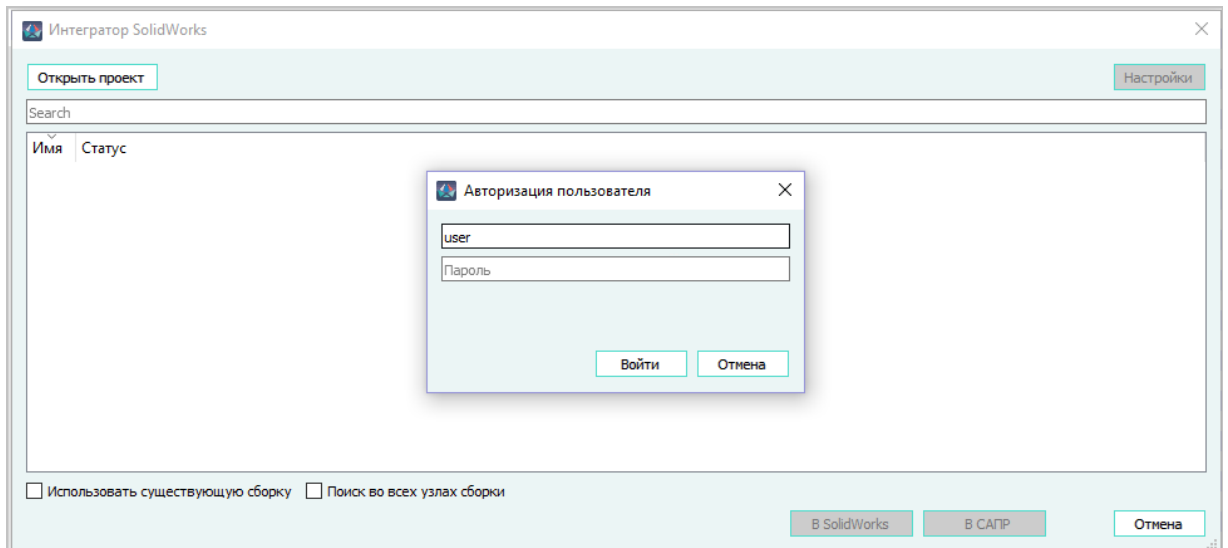 Интегратор SolidWorks
Открыть проект
Настройки
Search
Имя Статус
Авторизация пользователя
user
Пароль
Войти Отмена
Использовать существующую сборку Поиск во всех узлах сборки
В SolidWorks В САПР Отмена